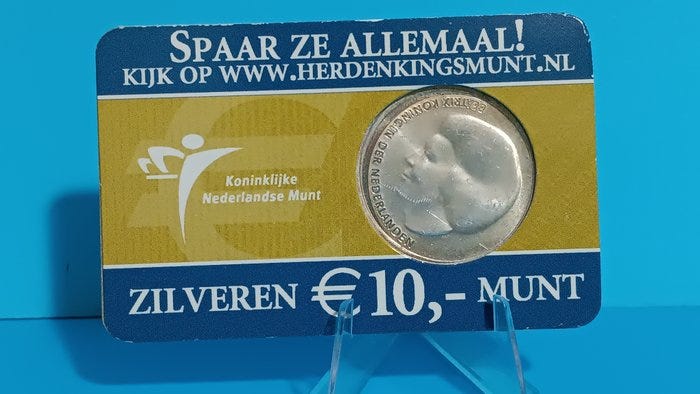 SPAAR ZE ALLEMAAL!
KIJK OP WWW.HERDENKINGSMUNT.NL
Koninklijke
Nederlandse Munt
BEATRIX KONINGIN DER NEDERLANDEN
ZILVEREN €10,- MUNT